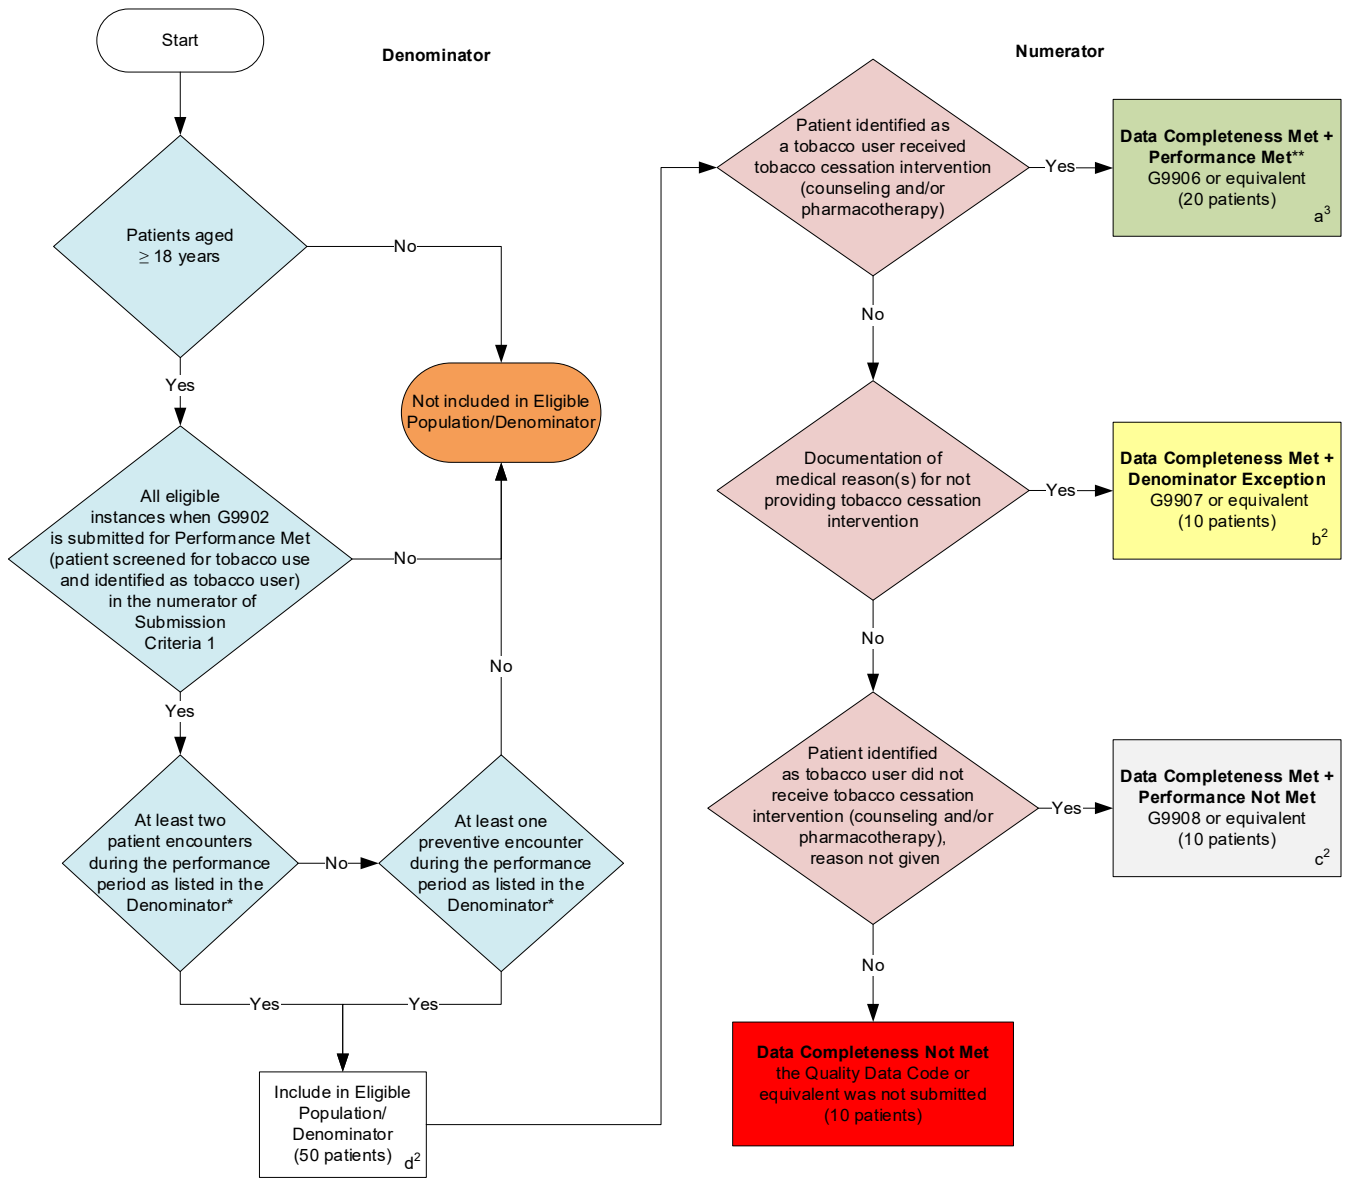 Start
Denominator
Patients aged
≥ 18 years
No
Yes
Not included in Eligible
Population/Denominator
All eligible
instances when G9902
is submitted for Performance Met
(patient screened for tobacco use
and identified as tobacco user)
in the numerator of
Submission
Criteria 1
No
Yes
No
At least two
patient encounters
during the performance
period as listed in the
Denominator*
No
At least one
preventive encounter
during the performance
period as listed in the
Denominator*
Yes
Yes
Include in Eligible
Population/
Denominator
(50 patients)
d²
Numerator
Patient identified as
a tobacco user received
tobacco cessation intervention
(counseling and/or
pharmacotherapy)
Yes
Data Completeness Met +
Performance Met**
G9906 or equivalent
(20 patients)
a³
No
Documentation of
medical reason(s) for not
providing tobacco cessation
intervention
Yes
Data Completeness Met +
Denominator Exception
G9907 or equivalent
(10 patients)
b²
No
Patient identified
as tobacco user did not
receive tobacco cessation
intervention (counseling and/or
pharmacotherapy),
reason not given
Yes
Data Completeness Met +
Performance Not Met
G9908 or equivalent
(10 patients)
c²
No
Data Completeness Not Met
the Quality Data Code or
equivalent was not submitted
(10 patients)